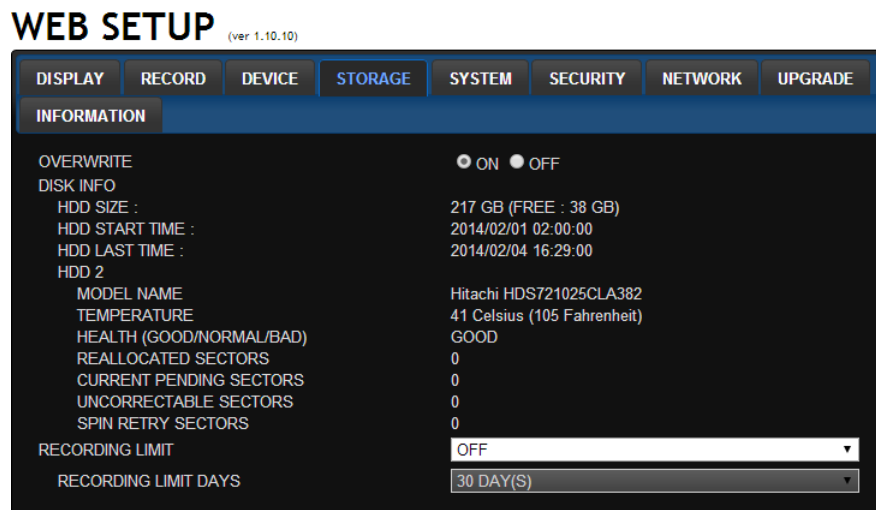 WEB SETUP (ver 1.10.10)
DISPLAY RECORD DEVICE STORAGE SYSTEM SECURITY NETWORK UPGRADE
INFORMATION
OVERWRITE ON OFF
DISK INFO
HDD SIZE : 217 GB (FREE : 38 GB)
HDD START TIME : 2014/02/01 02:00:00
HDD LAST TIME : 2014/02/04 16:29:00
HDD 2
MODEL NAME Hitachi HDS721025CLA382
TEMPERATURE 41 Celsius (105 Fahrenheit)
HEALTH (GOOD/NORMAL/BAD) GOOD
REALLOCATED SECTORS 0
CURRENT PENDING SECTORS 0
UNCORRECTABLE SECTORS 0
SPIN RETRY SECTORS 0
RECORDING LIMIT OFF
RECORDING LIMIT DAYS 30 DAY(S)